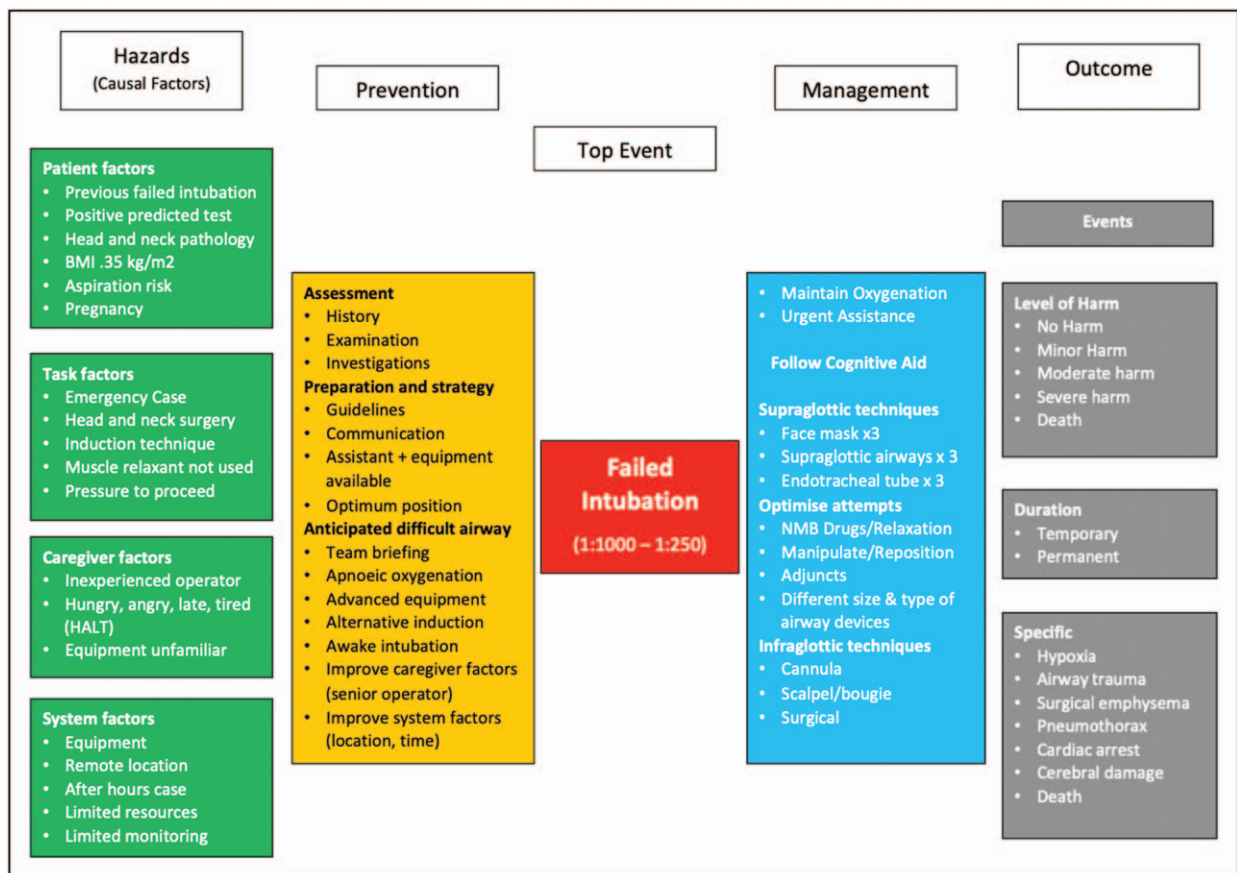 Hazards
(Causal Factors)
Prevention
Top Event
Management
Outcome
Patient factors
• Previous failed intubation
• Positive predicted test
• Head and neck pathology
• BMI .35 kg/m2
• Aspiration risk
• Pregnancy
Task factors
• Emergency Case
• Head and neck surgery
• Induction technique
• Muscle relaxant not used
• Pressure to proceed
Caregiver factors
• Inexperienced operator
• Hungry, angry, late, tired
(HALT)
• Equipment unfamiliar
System factors
• Equipment
• Remote location
• After hours case
• Limited resources
• Limited monitoring
Assessment
• History
• Examination
• Investigations
Preparation and strategy
• Guidelines
• Communication
• Assistant + equipment
available
• Optimum position
Anticipated difficult airway
• Team briefing
• Apnoeic oxygenation
• Advanced equipment
• Alternative induction
• Awake intubation
• Improve caregiver factors
(senior operator)
• Improve system factors
(location, time)
Failed
Intubation
(1:1000 – 1:250)
• Maintain Oxygenation
• Urgent Assistance
Follow Cognitive Aid
Supraglottic techniques
• Face mask x3
• Supraglottic airways x 3
• Endotracheal tube x 3
Optimise attempts
• NMB Drugs/Relaxation
• Manipulate/Reposition
• Adjuncts
• Different size & type of
airway devices
Infraglottic techniques
• Cannula
• Scalpel/bougie
• Surgical
Events
Level of Harm
• No Harm
• Minor Harm
• Moderate harm
• Severe harm
• Death
Duration
• Temporary
• Permanent
Specific
• Hypoxia
• Airway trauma
• Surgical emphysema
• Pneumothorax
• Cardiac arrest
• Cerebral damage
• Death